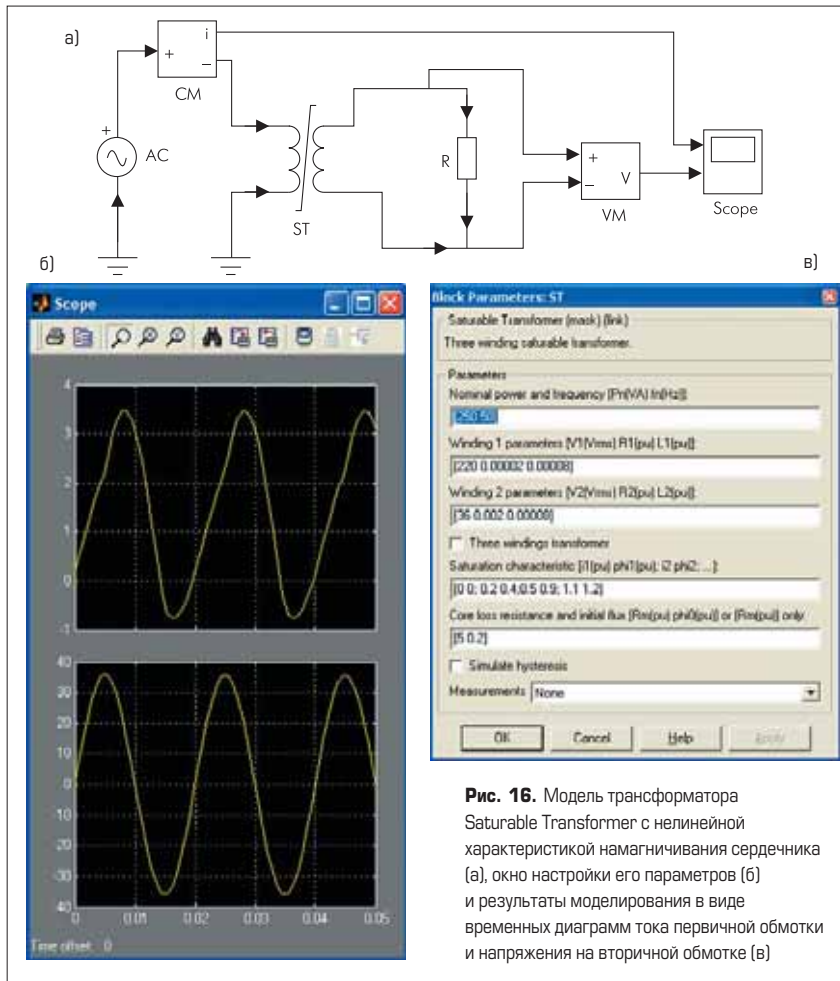 а)
i
+
−
CM
+
AC
ST
R
+
−
V
VM
Scope
б)
в)
Scope
4
3
2
1
0
-1
40
30
20
10
0
-10
-20
-30
-40
0 0.01 0.02 0.03 0.04 0.05
Time offset: 0
Block Parameters: ST
Saturable Transformer (mask) (link)
Three winding saturable transformer.
Parameters
Nominal power and frequency [Pn(VA) fn(Hz)]:
[250 50]
Winding 1 parameters [V1(Vrms) R1(pu) L1(pu)]:
[220 0.00002 0.00008]
Winding 2 parameters [V2(Vrms) R2(pu) L2(pu)]:
[36 0.002 0.00008]
Three windings transformer
Saturation characteristic [i1(pu) phi1(pu); i2 phi2; ...]:
[0 0; 0.2 0.4;0.5 0.9; 1.1 1.2]
Core loss resistance and initial flux [Rm(pu) phi0(pu)] or [Rm(pu)] only:
[5 0.2]
Simulate hysteresis
Measurements None
OK Cancel Help Apply
Рис. 16. Модель трансформатора
Saturable Transformer с нелинейной
характеристикой намагничивания сердечника
(а), окно настройки его параметров (б)
и результаты моделирования в виде
временных диаграмм тока первичной обмотки
и напряжения на вторичной обмотке (в)